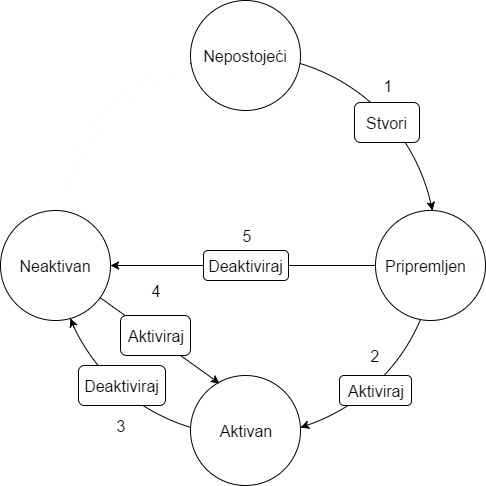 Nepostojeći
1
Stvori
5
Neaktivan
Deaktiviraj
Pripremljen
4
Aktiviraj
2
Deaktiviraj
Aktiviraj
3
Aktivan